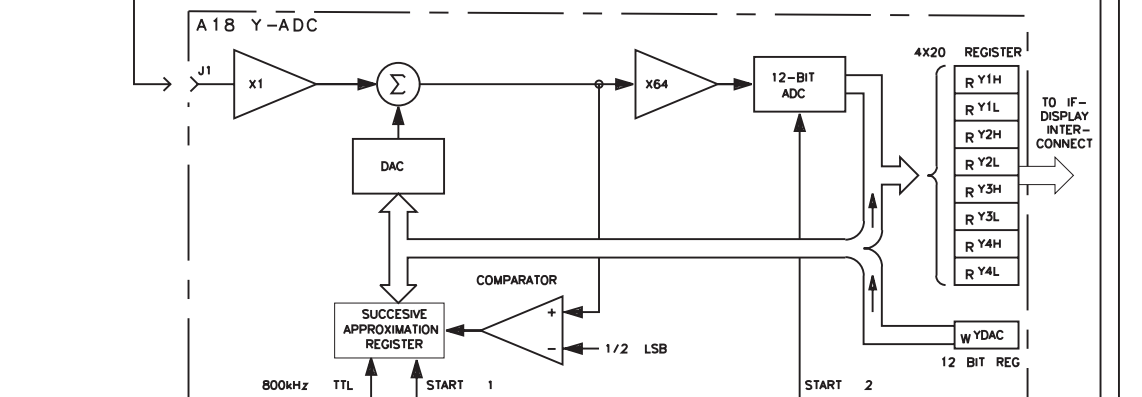 A18 Y-ADC
J1
X1
Σ
X64
12-BIT
ADC
4X20 REGISTER
R Y1H
R Y1L
R Y2H
R Y2L
R Y3H
R Y3L
R Y4H
R Y4L
TO IF-
DISPLAY
INTER-
CONNECT
DAC
COMPARATOR
SUCCESIVE
APPROXIMATION
REGISTER
+
-
1/2 LSB
W YDAC
12 BIT REG
800kHz TTL
START 1
START 2